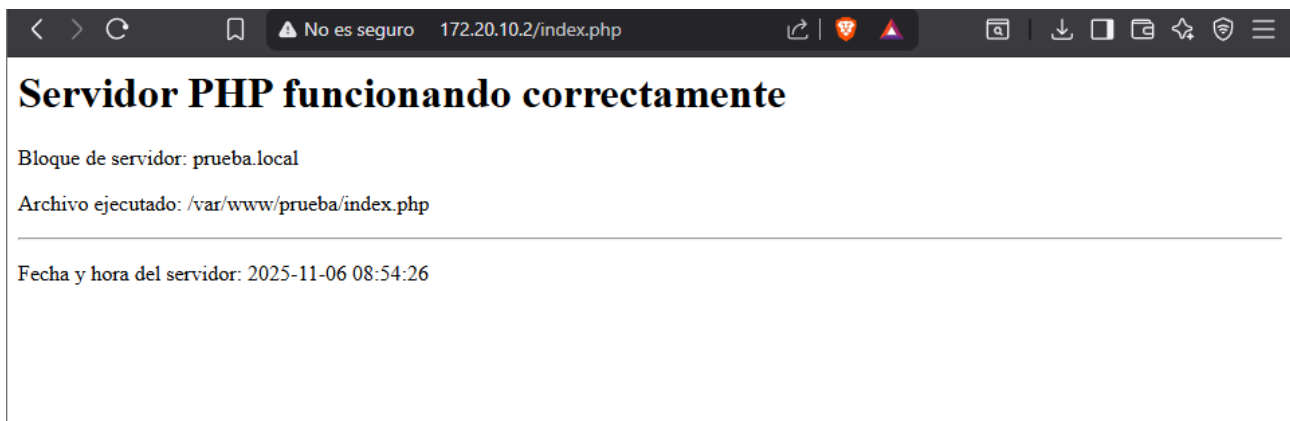 No es seguro 172.20.10.2/index.php
Servidor PHP funcionando correctamente
Bloque de servidor: prueba.local
Archivo ejecutado: /var/www/prueba/index.php
Fecha y hora del servidor: 2025-11-06 08:54:26